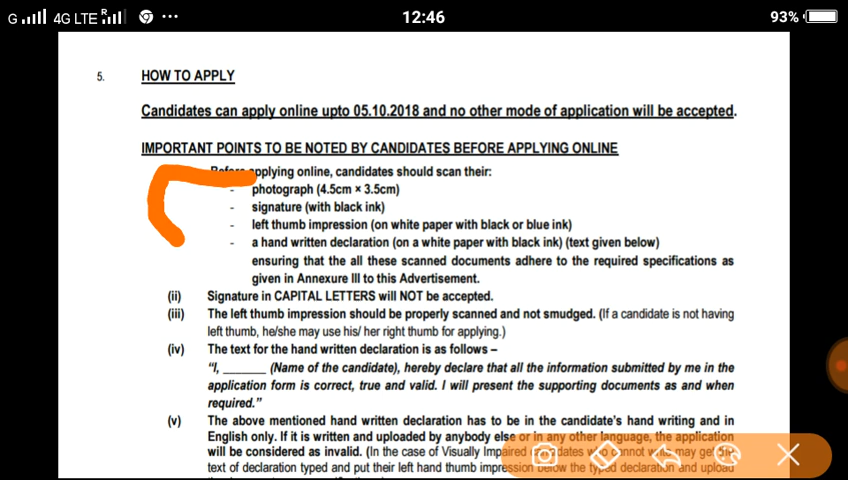 G 4G LTE R 12:46 93%
5. HOW TO APPLY
Candidates can apply online upto 05.10.2018 and no other mode of application will be accepted.
IMPORTANT POINTS TO BE NOTED BY CANDIDATES BEFORE APPLYING ONLINE
Before applying online, candidates should scan their:
- photograph (4.5cm × 3.5cm)
- signature (with black ink)
- left thumb impression (on white paper with black or blue ink)
- a hand written declaration (on a white paper with black ink) (text given below)
ensuring that the all these scanned documents adhere to the required specifications as
given in Annexure III to this Advertisement.
(ii) Signature in CAPITAL LETTERS will NOT be accepted.
(iii) The left thumb impression should be properly scanned and not smudged. (If a candidate is not having
left thumb, he/she may use his/ her right thumb for applying.)
(iv) The text for the hand written declaration is as follows –
“I, _______ (Name of the candidate), hereby declare that all the information submitted by me in the
application form is correct, true and valid. I will present the supporting documents as and when
required.”
(v) The above mentioned hand written declaration has to be in the candidate’s hand writing and in
English only. If it is written and uploaded by anybody else or in any other language, the application
will be considered as invalid. (In the case of Visually Impaired candidates who cannot write may get the
text of declaration typed and put their left hand thumb impression below the typed declaration and upload